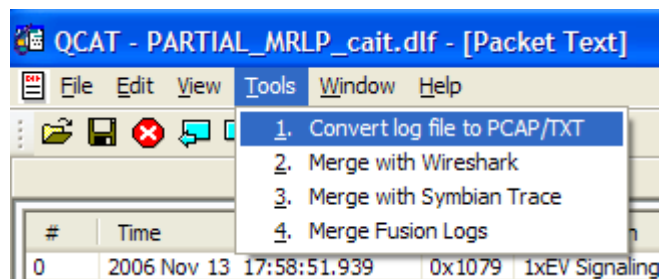 QCAT - PARTIAL_MRLP_cait.dlf - [Packet Text]
File Edit View Tools Window Help
1. Convert log file to PCAP/TXT
2. Merge with Wireshark
3. Merge with Symbian Trace
4. Merge Fusion Logs
# Time
0 2006 Nov 13 17:58:51.939 0x1079 1xEV Signaling